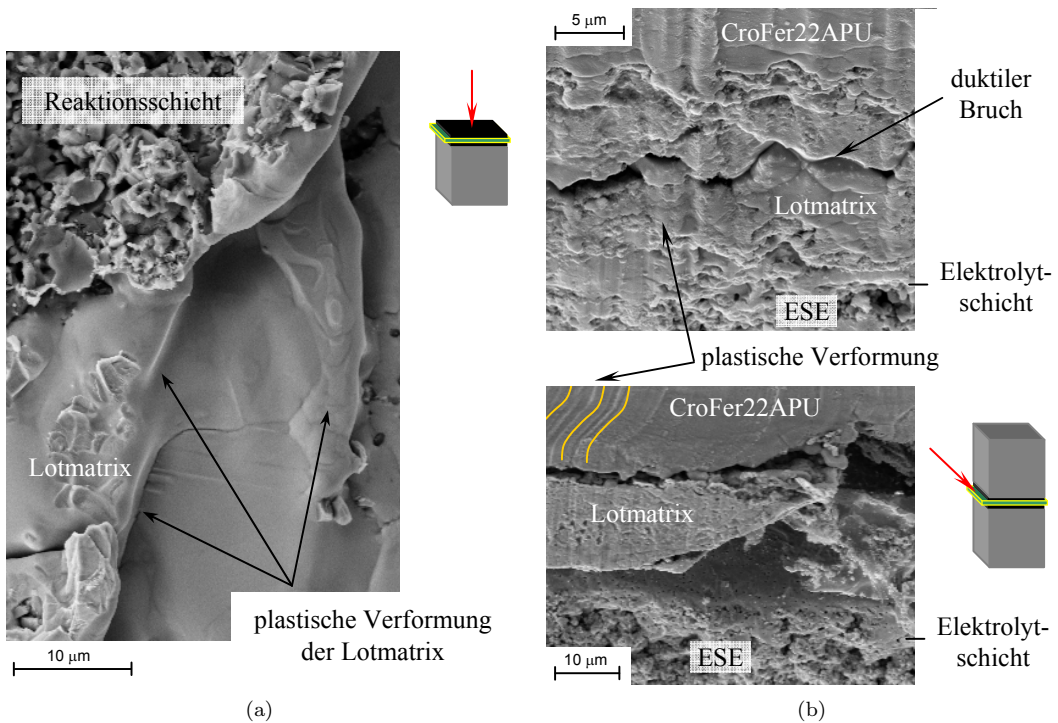 Reaktionsschicht
Lotmatrix
plastische Verformung
der Lotmatrix
10 µm
(a)
5 µm
CroFer22APU
duktiler
Bruch
Lotmatrix
Elektrolyt-
schicht
ESE
plastische Verformung
CroFer22APU
Lotmatrix
Elektrolyt-
schicht
ESE
10 µm
(b)